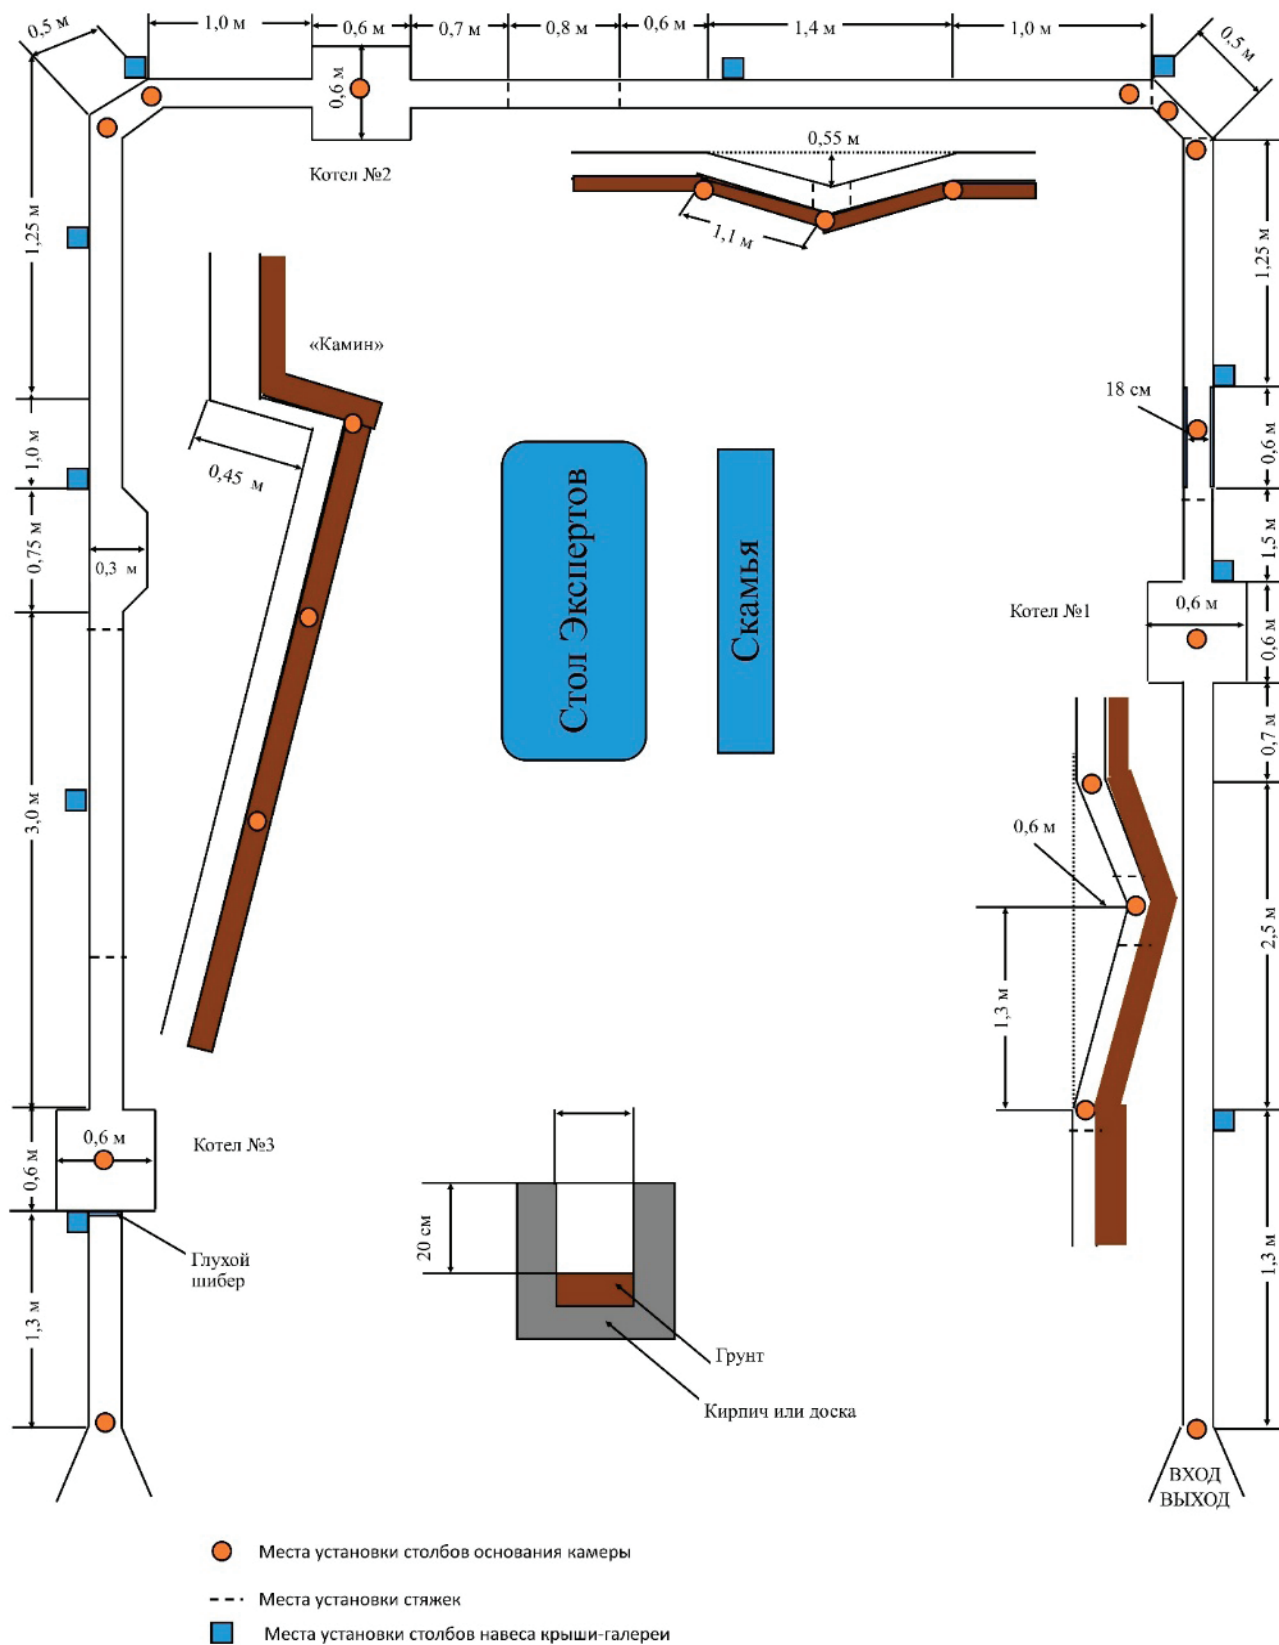 0,5 м
1,0 м
0,6 м
0,7 м
0,8 м
0,6 м
1,4 м
1,0 м
0,5 м
0,6 м
Котел №2
0,55 м
1,1 м
1,25 м
1,25 м
«Камин»
18 см
0,6 м
1,0 м
0,45 м
Стол Экспертов
Скамья
1,5 м
0,75 м
0,3 м
Котел №1
0,6 м
0,6 м
0,7 м
3,0 м
0,6 м
2,5 м
1,3 м
0,6 м
0,6 м
Котел №3
20 см
Глухой
шибер
1,3 м
1,3 м
Грунт
Кирпич или доска
ВХОД
ВЫХОД
Места установки столбов основания камеры
Места установки стяжек
Места установки столбов навеса крыши-галереи